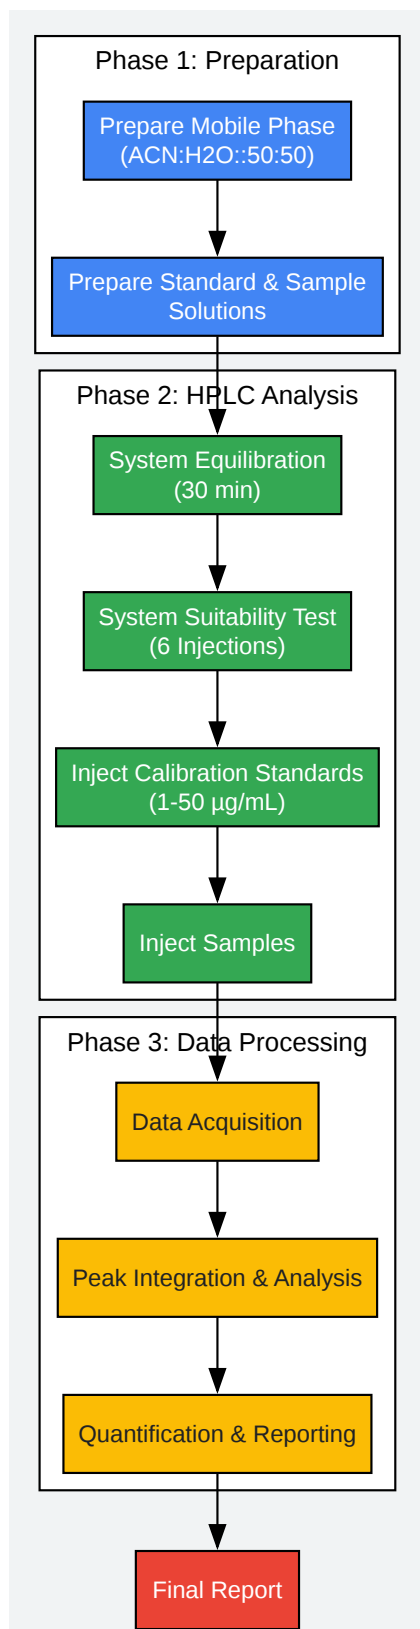 Phase 1: Preparation
Prepare Mobile Phase
(ACN:H2O::50:50)
Prepare Standard & Sample
Solutions
Phase 2: HPLC Analysis
System Equilibration
(30 min)
System Suitability Test
(6 Injections)
Inject Calibration Standards
(1-50 µg/mL)
Inject Samples
Phase 3: Data Processing
Data Acquisition
Peak Integration & Analysis
Quantification & Reporting
Final Report